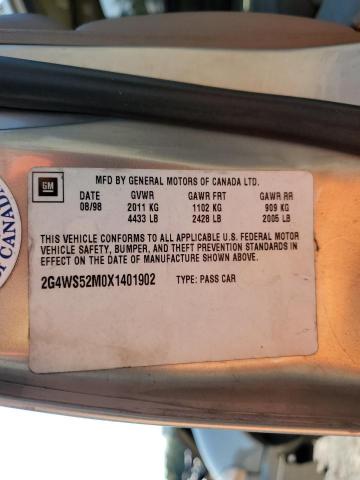 GM
MFD BY GENERAL MOTORS OF CANADA LTD.
DATE GVWR GAWR FRT GAWR RR
08/98 2011 KG 1102 KG 909 KG
4433 LB 2428 LB 2005 LB
THIS VEHICLE CONFORMS TO ALL APPLICABLE U.S. FEDERAL MOTOR
VEHICLE SAFETY, BUMPER, AND THEFT PREVENTION STANDARDS IN
EFFECT ON THE DATE OF MANUFACTURE SHOWN ABOVE.
2G4WS52M0X1401902 TYPE: PASS CAR
OF CANADA